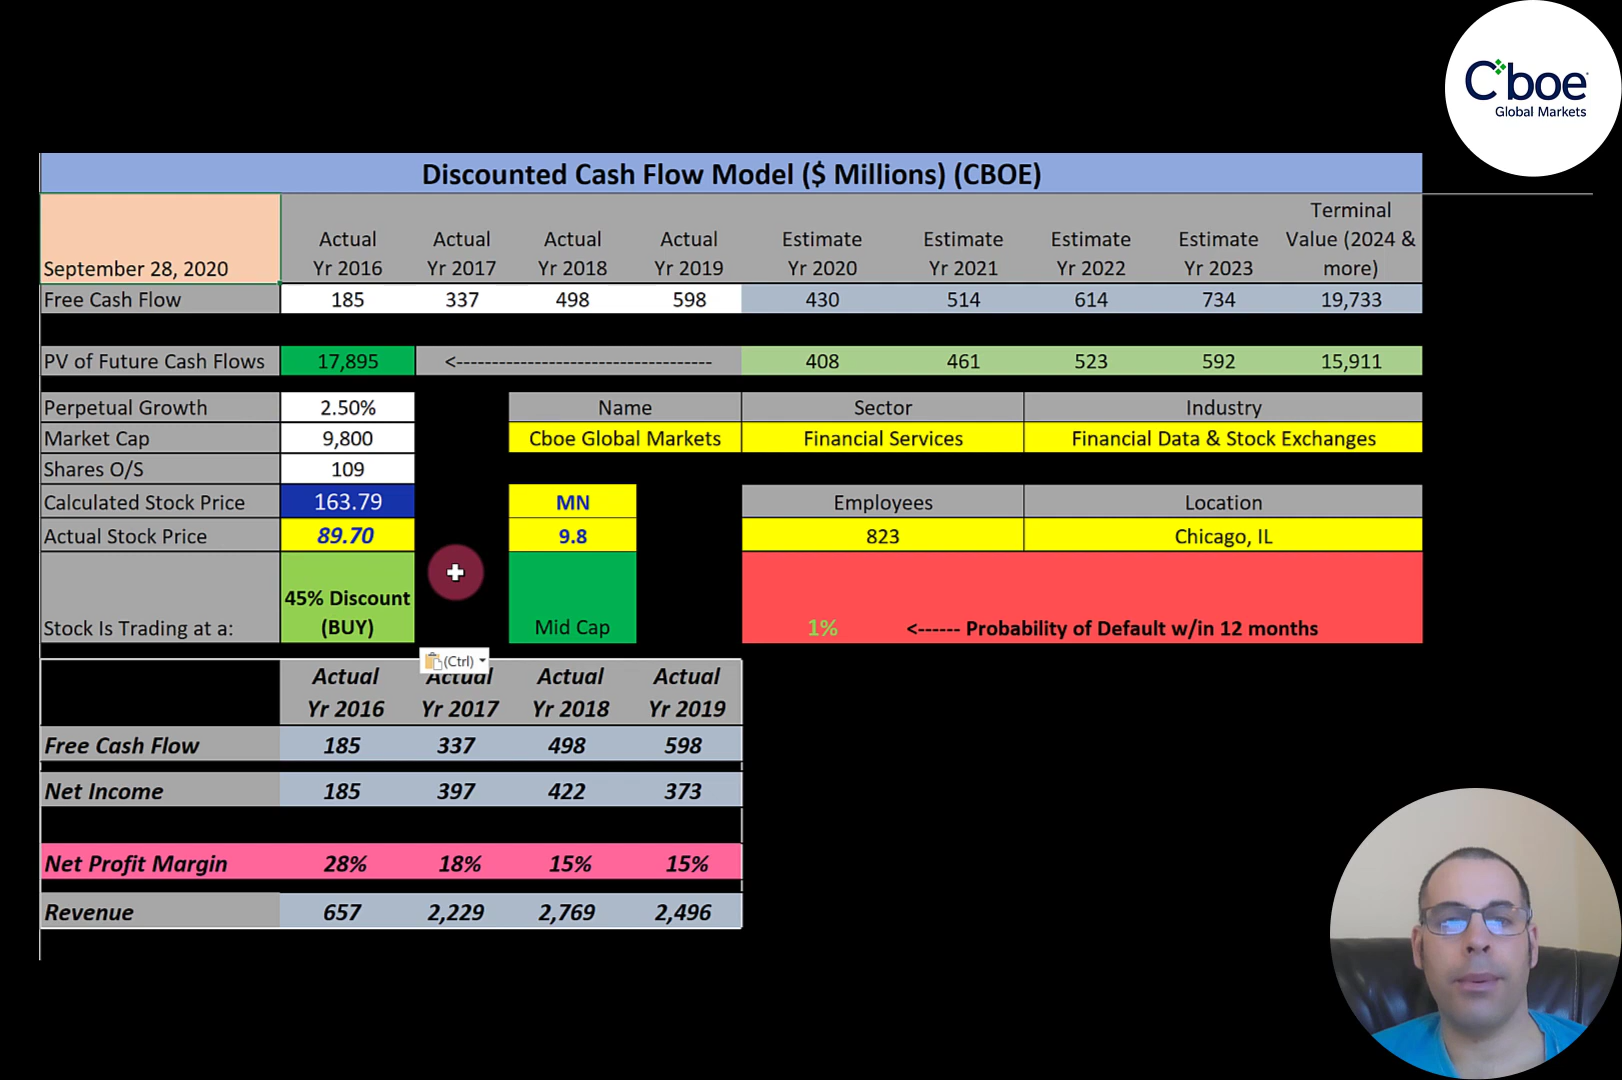 Cboe
Global Markets
Discounted Cash Flow Model ($ Millions) (CBOE)
September 28, 2020 Actual Yr 2016 Actual Yr 2017 Actual Yr 2018 Actual Yr 2019 Estimate Yr 2020 Estimate Yr 2021 Estimate Yr 2022 Estimate Yr 2023 Terminal Value (2024 & more)
Free Cash Flow 185 337 498 598 430 514 614 734 19,733
PV of Future Cash Flows 17,895 <----------------------------------- 408 461 523 592 15,911
Perpetual Growth 2.50% Name Sector Industry
Market Cap 9,800 Cboe Global Markets Financial Services Financial Data & Stock Exchanges
Shares O/S 109
Calculated Stock Price 163.79 MN Employees Location
Actual Stock Price 89.70 9.8 823 Chicago, IL
Stock Is Trading at a: 45% Discount (BUY) Mid Cap 1% <------ Probability of Default w/in 12 months
(Ctrl)
Actual Actual Actual Actual
Yr 2016 Yr 2017 Yr 2018 Yr 2019
Free Cash Flow 185 337 498 598
Net Income 185 397 422 373
Net Profit Margin 28% 18% 15% 15%
Revenue 657 2,229 2,769 2,496